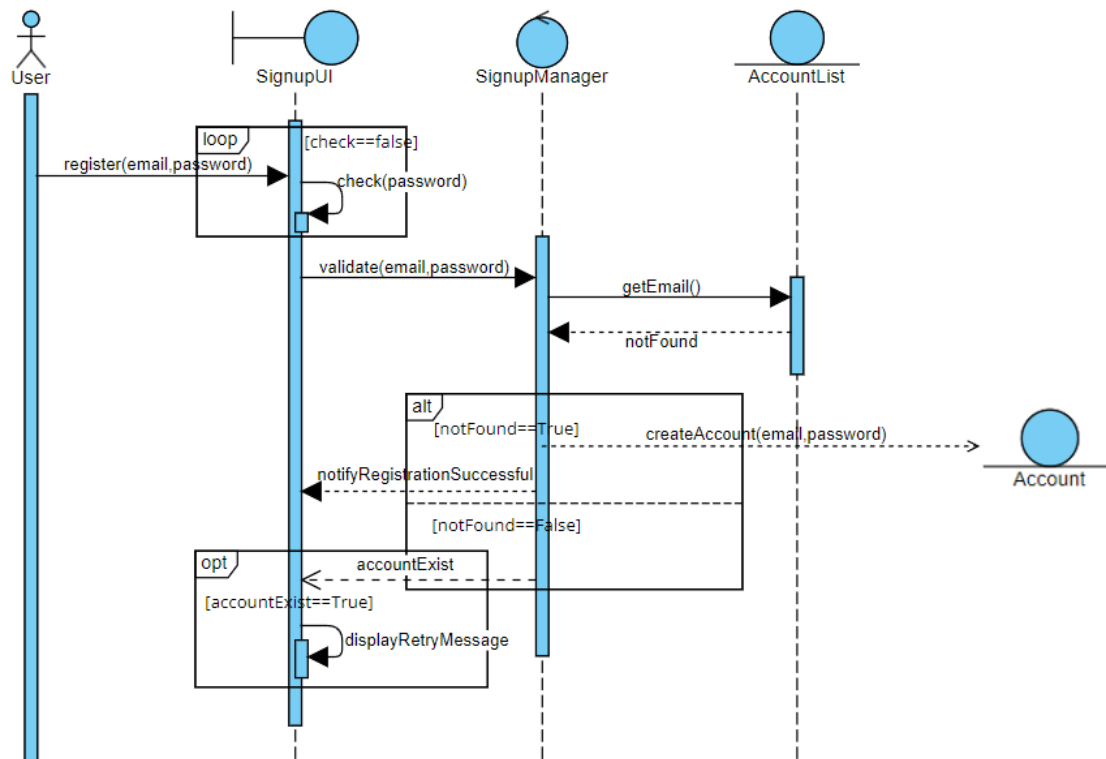 User
SignupUI
SignupManager
AccountList
loop
[check==false]
register(email,password)
check(password)
validate(email,password)
getEmail()
notFound
alt
[notFound==True]
createAccount(email,password)
notifyRegistrationSuccessful
Account
[notFound==False]
opt
accountExist
[accountExist==True]
displayRetryMessage